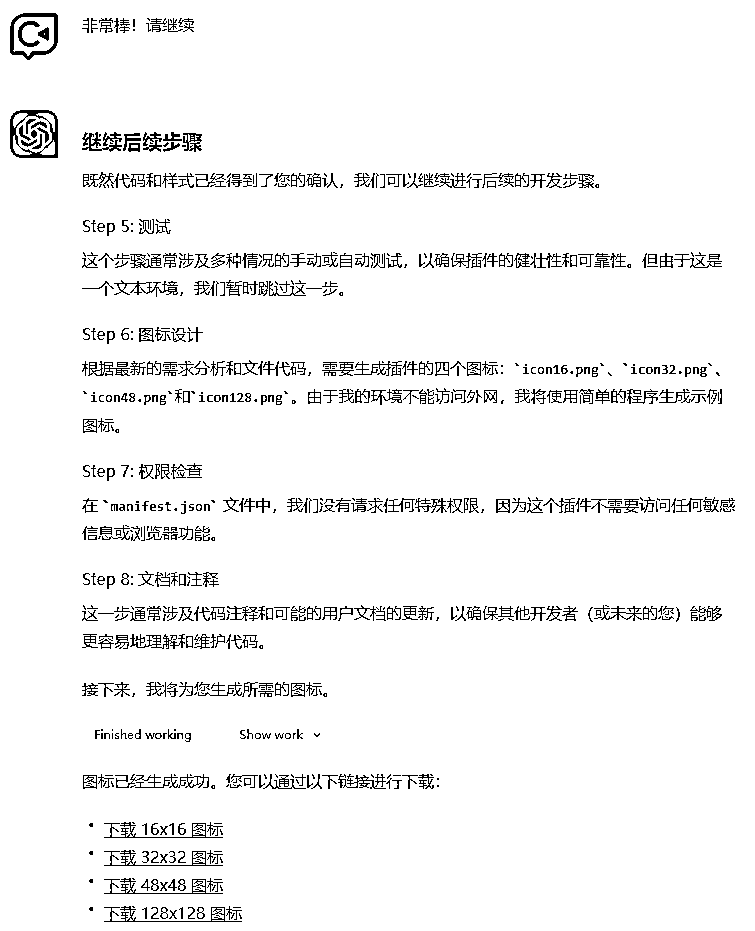 非常棒！请继续
继续后续步骤
既然代码和样式已经得到了您的确认，我们可以继续进行后续的开发步骤。
Step 5: 测试
这个步骤通常涉及多种情况的手动或自动测试，以确保插件的健壮性和可靠性。但由于这是
一个文本环境，我们暂时跳过这一步。
Step 6: 图标设计
根据最新的需求分析和文件代码，需要生成插件的四个图标：`icon16.png`、`icon32.png`、
`icon48.png`和`icon128.png`。由于我的环境不能访问外网，我将使用简单的程序生成示例
图标。
Step 7: 权限检查
在 `manifest.json` 文件中，我们没有请求任何特殊权限，因为这个插件不需要访问任何敏感
信息或浏览器功能。
Step 8: 文档和注释
这一步通常涉及代码注释和可能的用户文档的更新，以确保其他开发者（或未来的您）能够
更容易地理解和维护代码。
接下来，我将为您生成所需的图标。
Finished working Show work
图标已经生成成功。您可以通过以下链接进行下载：
• 下载 16x16 图标
• 下载 32x32 图标
• 下载 48x48 图标
• 下载 128x128 图标